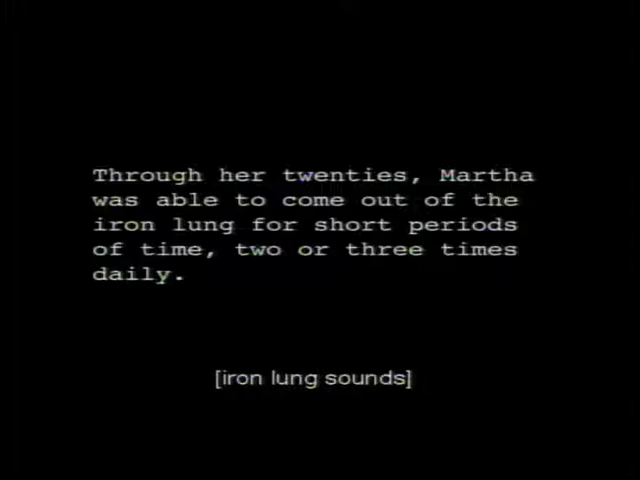 Through her twenties, Martha
was able to come out of the
iron lung for short periods
of time, two or three times
daily.
[iron lung sounds]